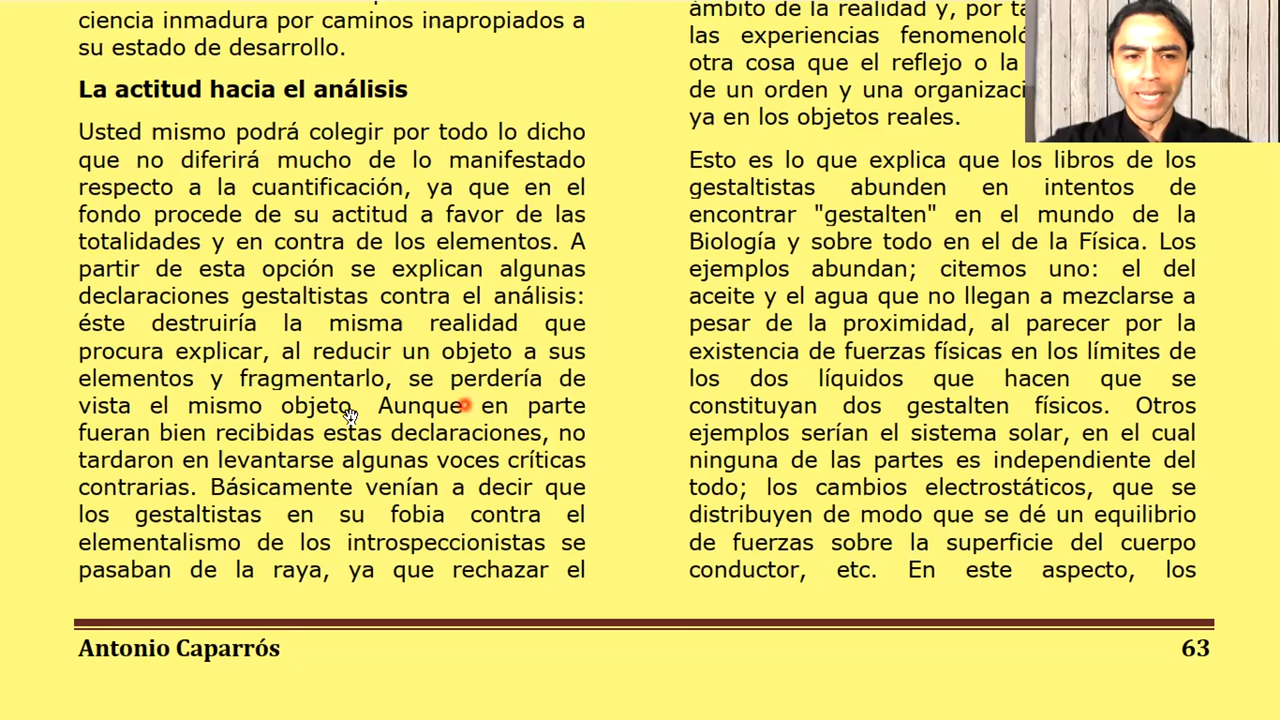 ciencia inmadura por caminos inapropiados a
su estado de desarrollo.
La actitud hacia el análisis
Usted mismo podrá colegir por todo lo dicho
que no diferirá mucho de lo manifestado
respecto a la cuantificación, ya que en el
fondo procede de su actitud a favor de las
totalidades y en contra de los elementos. A
partir de esta opción se explican algunas
declaraciones gestaltistas contra el análisis:
éste destruiría la misma realidad que
procura explicar, al reducir un objeto a sus
elementos y fragmentarlo, se perdería de
vista el mismo objeto. Aunque en parte
fueran bien recibidas estas declaraciones, no
tardaron en levantarse algunas voces críticas
contrarias. Básicamente venían a decir que
los gestaltistas en su fobia contra el
elementalismo de los introspeccionistas se
pasaban de la raya, ya que rechazar el
ámbito de la realidad y, por
las experiencias
otra cosa que el reflejo o la
de un orden y una
ya en los objetos reales.
Esto es lo que explica que los libros de los
gestaltistas abunden en intentos de
encontrar "gestalten" en el mundo de la
Biología y sobre todo en el de la Física. Los
ejemplos abundan; citemos uno: el del
aceite y el agua que no llegan a mezclarse a
pesar de la proximidad, al parecer por la
existencia de fuerzas físicas en los límites de
los dos líquidos que hacen que se
constituyan dos gestalten físicos. Otros
ejemplos serían el sistema solar, en el cual
ninguna de las partes es independiente del
todo; los cambios electrostáticos, que se
distribuyen de modo que se dé un equilibrio
de fuerzas sobre la superficie del cuerpo
conductor, etc. En este aspecto, los
Antonio Caparrós
63